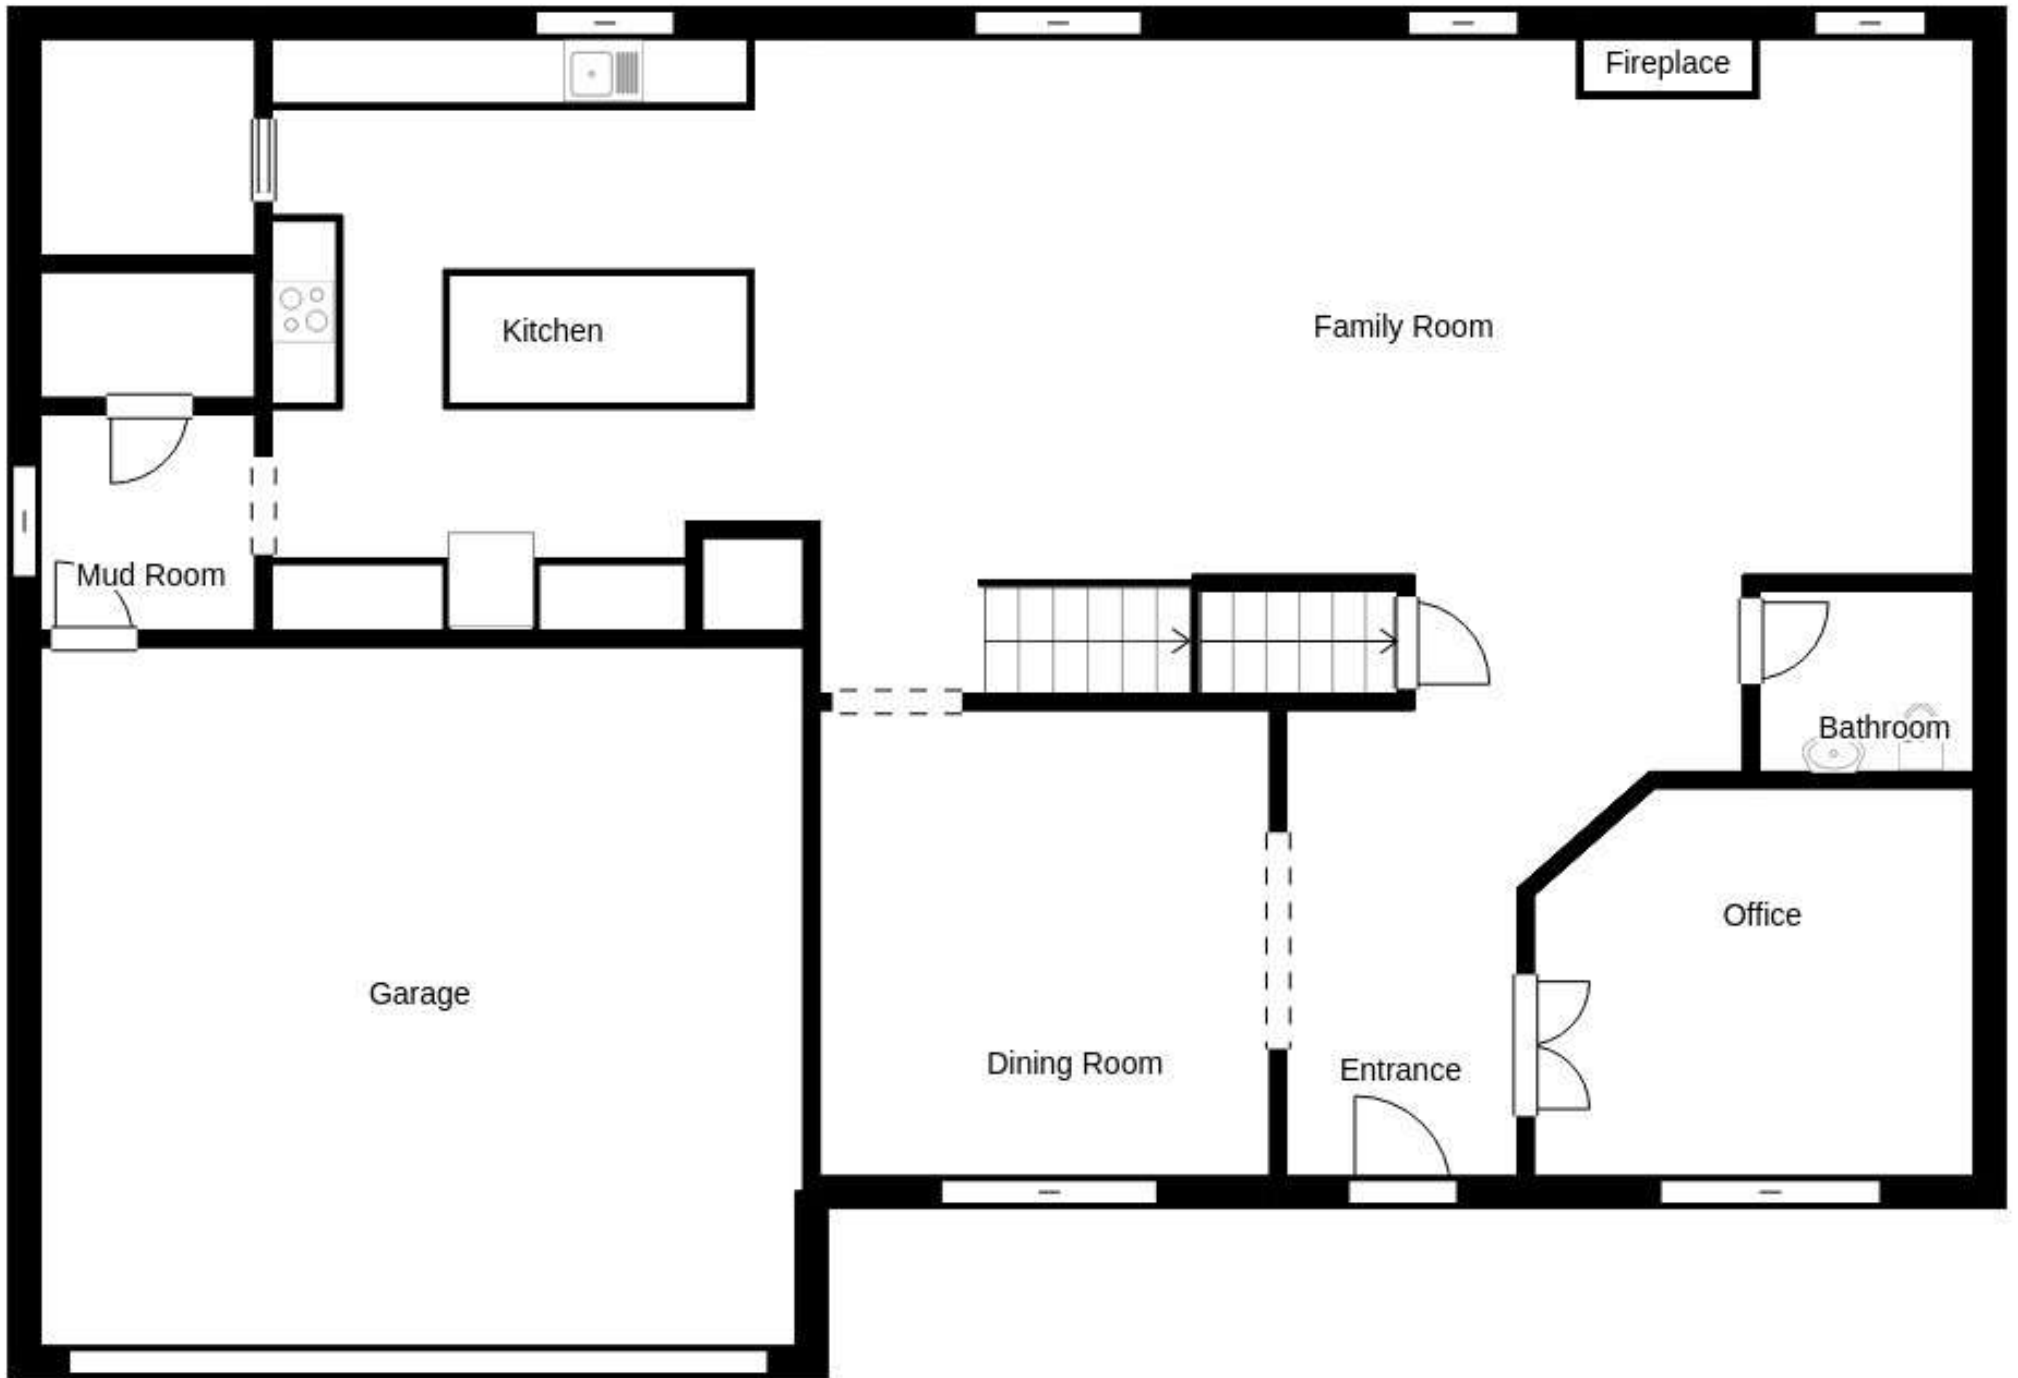 Fireplace
Kitchen
Family Room
Mud Room
Bathroom
Office
Garage
Dining Room
Entrance